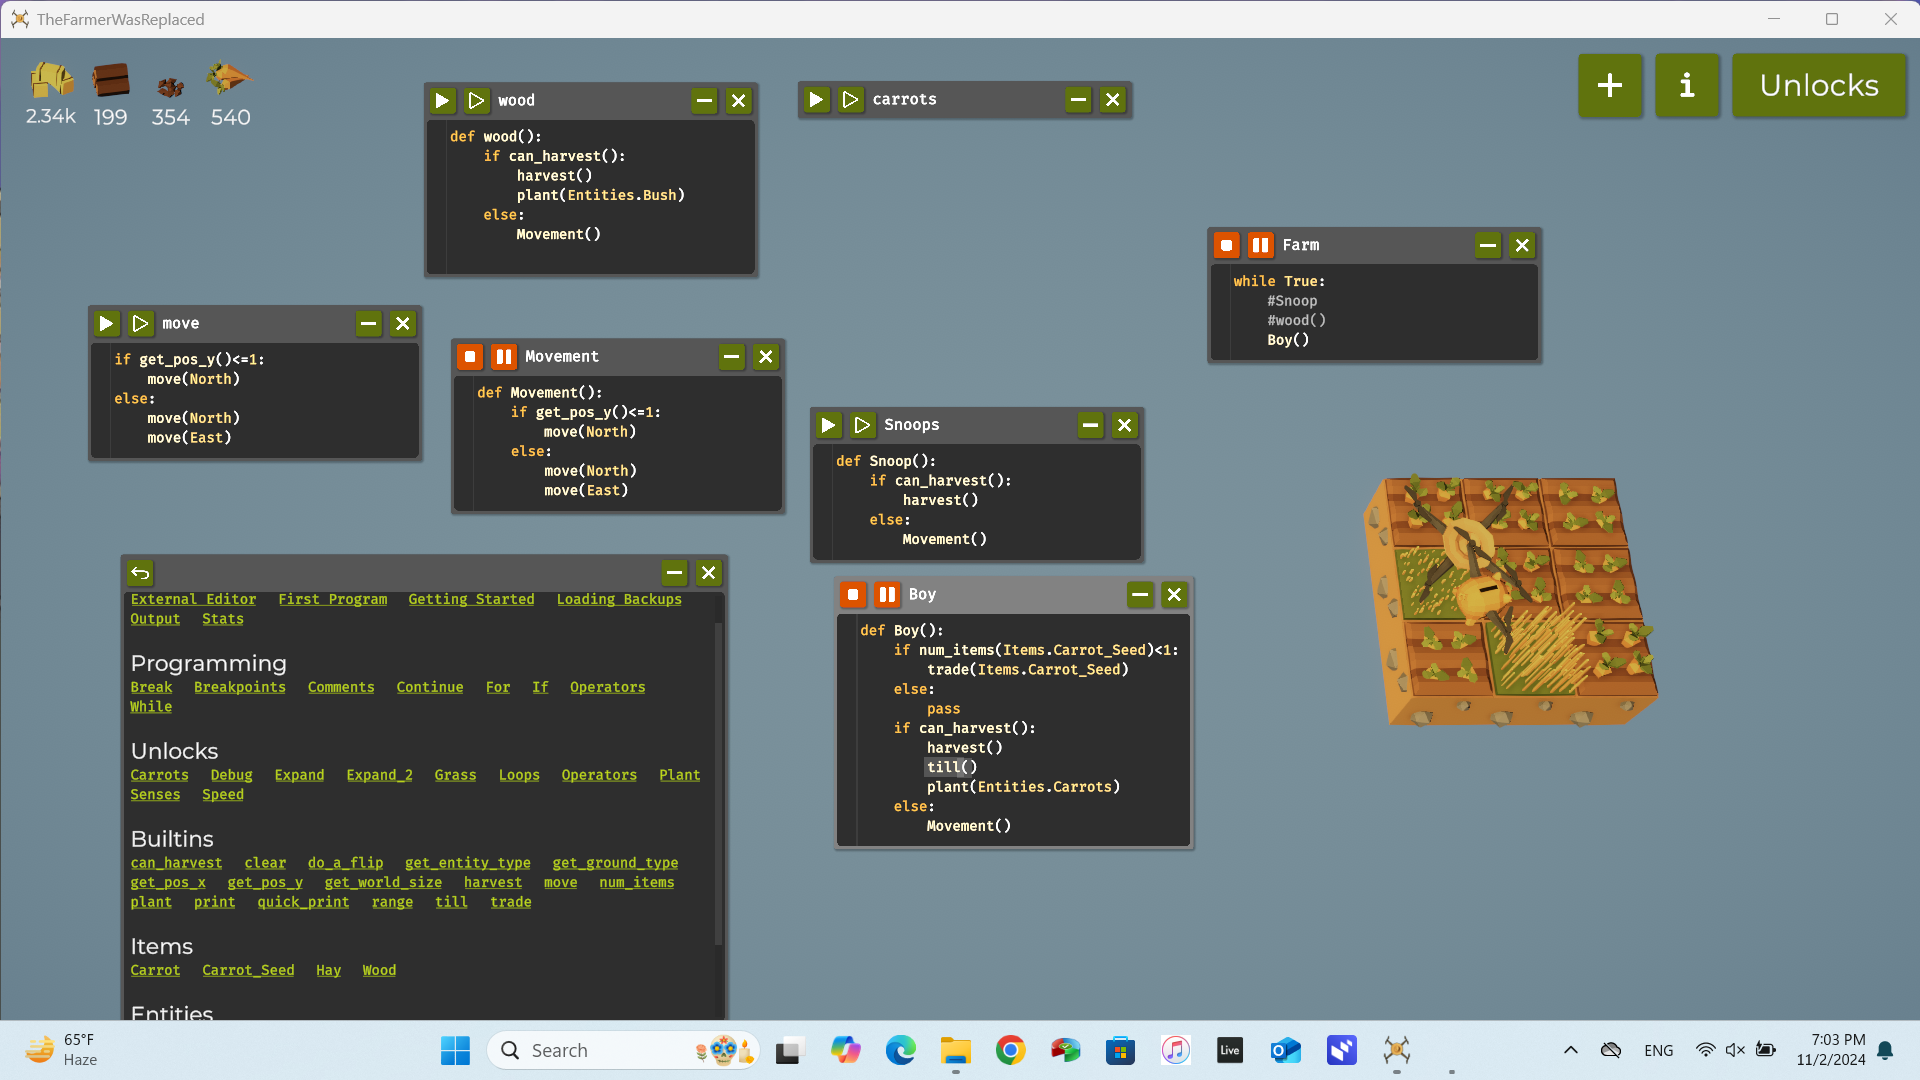 TheFarmerWasReplaced
2.34k 199 354 540
+ i Unlocks
wood
def wood():
if can_harvest():
harvest()
plant(Entities.Bush)
else:
Movement()
carrots
Farm
while True:
#Snoop
#wood()
Boy()
move
if get_pos_y()<=1:
move(North)
else:
move(North)
move(East)
Movement
def Movement():
if get_pos_y()<=1:
move(North)
else:
move(North)
move(East)
Snoops
def Snoop():
if can_harvest():
harvest()
else:
Movement()
Boy
def Boy():
if num_items(Items.Carrot_Seed)<1:
trade(Items.Carrot_Seed)
else:
pass
if can_harvest():
harvest()
till()
plant(Entities.Carrots)
else:
Movement()
External Editor First Program Getting Started Loading Backups
Output Stats
Programming
Break Breakpoints Comments Continue For If Operators
While
Unlocks
Carrots Debug Expand Expand_2 Grass Loops Operators Plant
Senses Speed
Builtins
can_harvest clear do_a_flip get_entity_type get_ground_type
get_pos_x get_pos_y get_world_size harvest move num_items
plant print quick_print range till trade
Items
Carrot Carrot_Seed Hay Wood
Entities
65°F
Haze
Search
Live
ENG
7:03 PM
11/2/2024